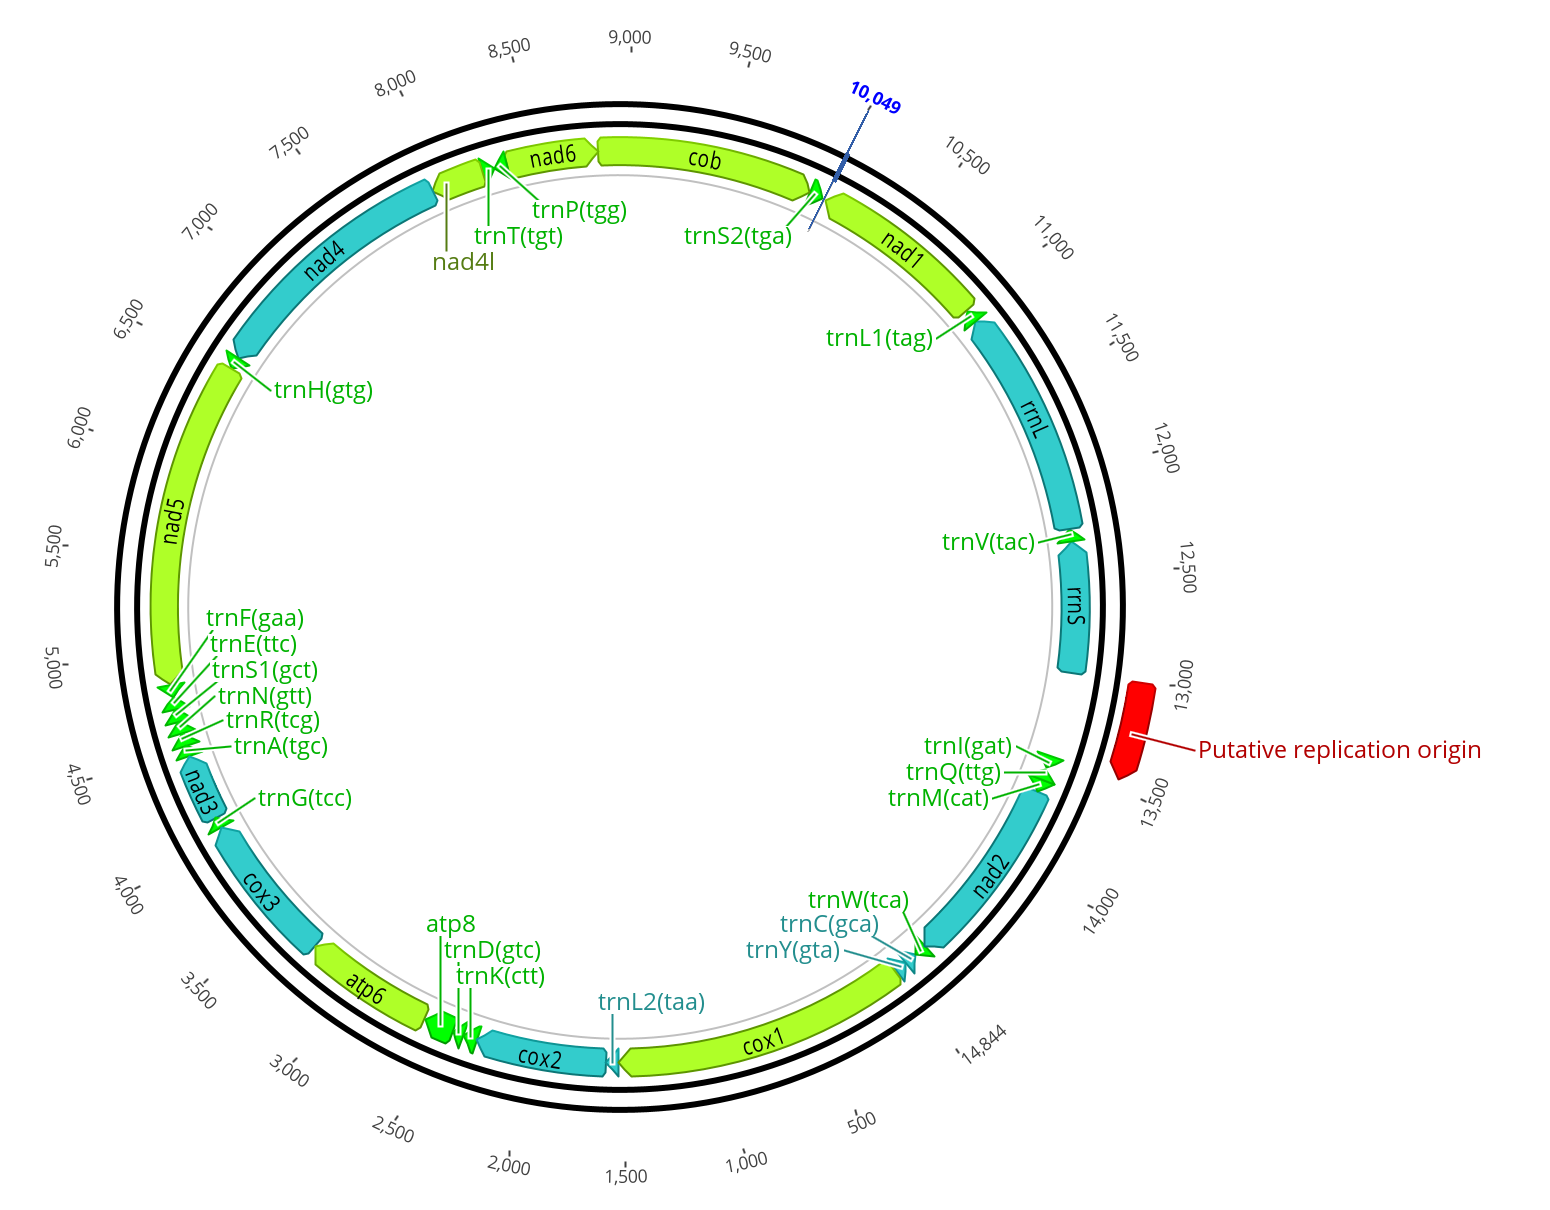 8,500
9,000
9,500
8,000
10,049
7,500
10,500
nad6
cob
7,000
trnP(tgg)
trnT(tgt)
trnS2(tga)
nad4l
nad1
11,000
nad4
6,500
trnL1(tag)
11,500
trnH(gtg)
6,000
rrnL
12,000
nad5
5,500
trnV(tac)
12,500
rrnS
trnF(gaa)
trnE(ttc)
trnS1(gct)
trnN(gtt)
trnR(tcg)
trnA(tgc)
5,000
13,000
trnI(gat)
Putative replication origin
trnQ(ttg)
4,500
nad3
trnG(tcc)
trnM(cat)
13,500
nad2
4,000
cox3
trnW(tca)
14,000
atp8
trnC(gca)
trnD(gtc)
trnY(gta)
trnK(ctt)
3,500
atp6
trnL2(taa)
cox2
cox1
14,844
3,000
2,500
500
2,000
1,500
1,000